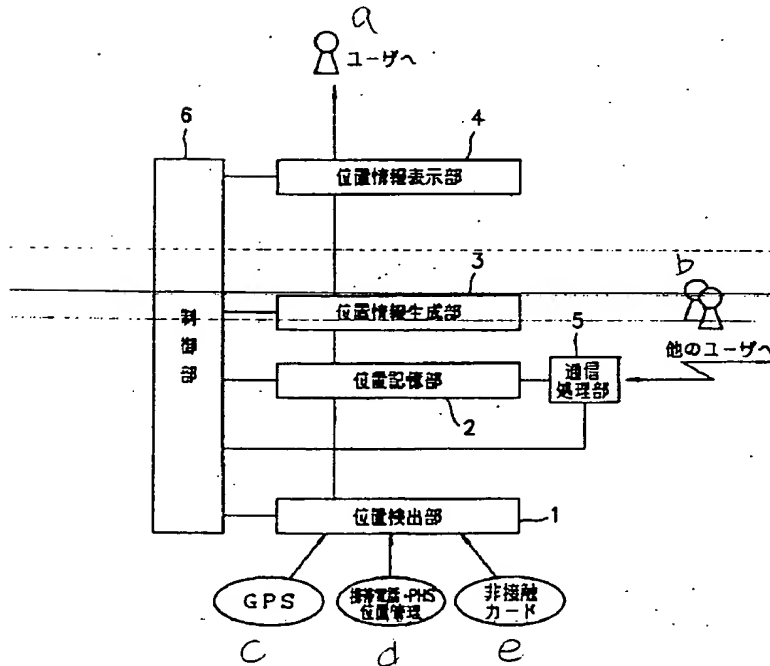 a
ユーザへ
6
4
位置情報表示部
3
b
位置情報生成部
5
制御部
他のユーザへ
位置記憶部
通信
処理部
2
位置検出部
1
GPS
携帯電話・PHS
位置管理
非接触
カード
c
d
e